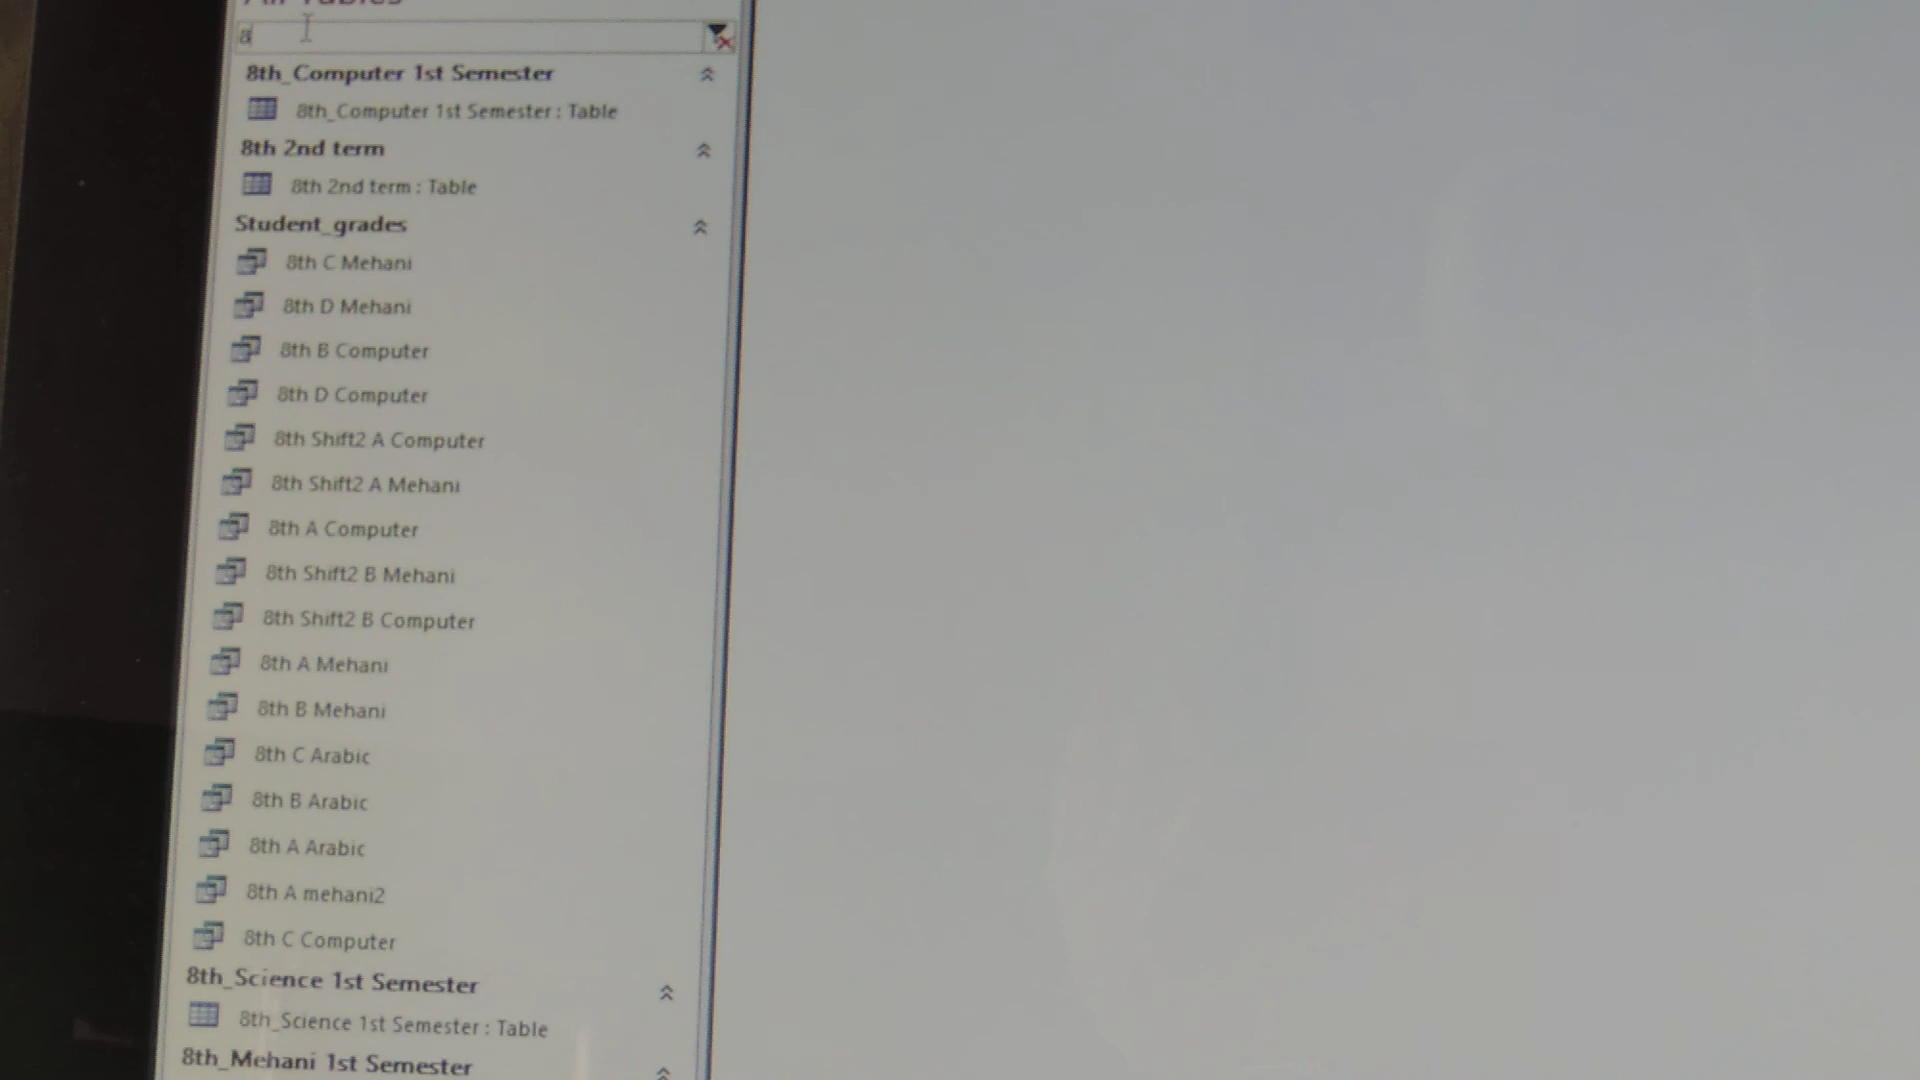 All Tables
8
8th_Computer 1st Semester
8th_Computer 1st Semester : Table
8th 2nd term
8th 2nd term : Table
Student_grades
8th C Mehani
8th D Mehani
8th B Computer
8th D Computer
8th Shift2 A Computer
8th Shift2 A Mehani
8th A Computer
8th Shift2 B Mehani
8th Shift2 B Computer
8th A Mehani
8th B Mehani
8th C Arabic
8th B Arabic
8th A Arabic
8th A mehani2
8th C Computer
8th_Science 1st Semester
8th_Science 1st Semester : Table
8th_Mehani 1st Semester